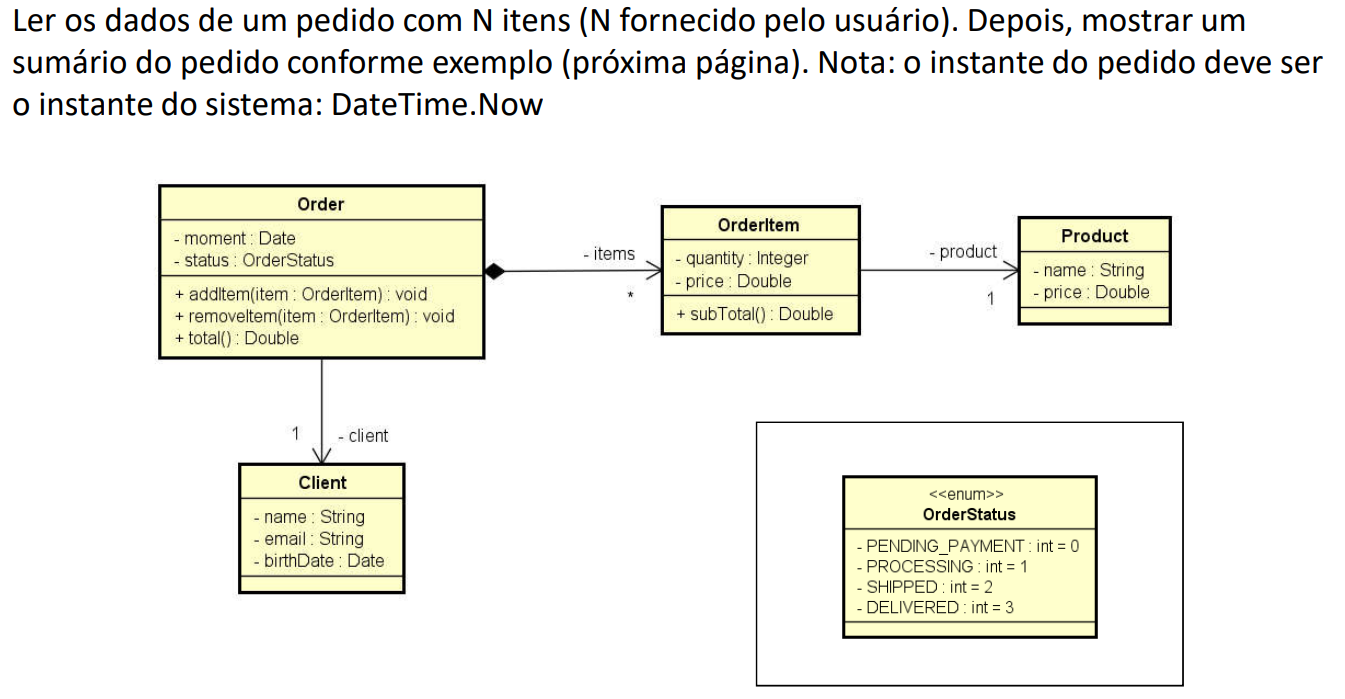 Ler os dados de um pedido com N itens (N fornecido pelo usuário). Depois, mostrar um
sumário do pedido conforme exemplo (próxima página). Nota: o instante do pedido deve ser
o instante do sistema: DateTime.Now
Order
- moment : Date
- status : OrderStatus
+ addItem(item : OrderItem) : void
+ removeItem(item : OrderItem) : void
+ total() : Double
- items
*
OrderItem
- quantity : Integer
- price : Double
+ subTotal() : Double
- product
1
Product
- name : String
- price : Double
1
- client
Client
- name : String
- email : String
- birthDate : Date
<<enum>>
OrderStatus
- PENDING_PAYMENT : int = 0
- PROCESSING : int = 1
- SHIPPED : int = 2
- DELIVERED : int = 3